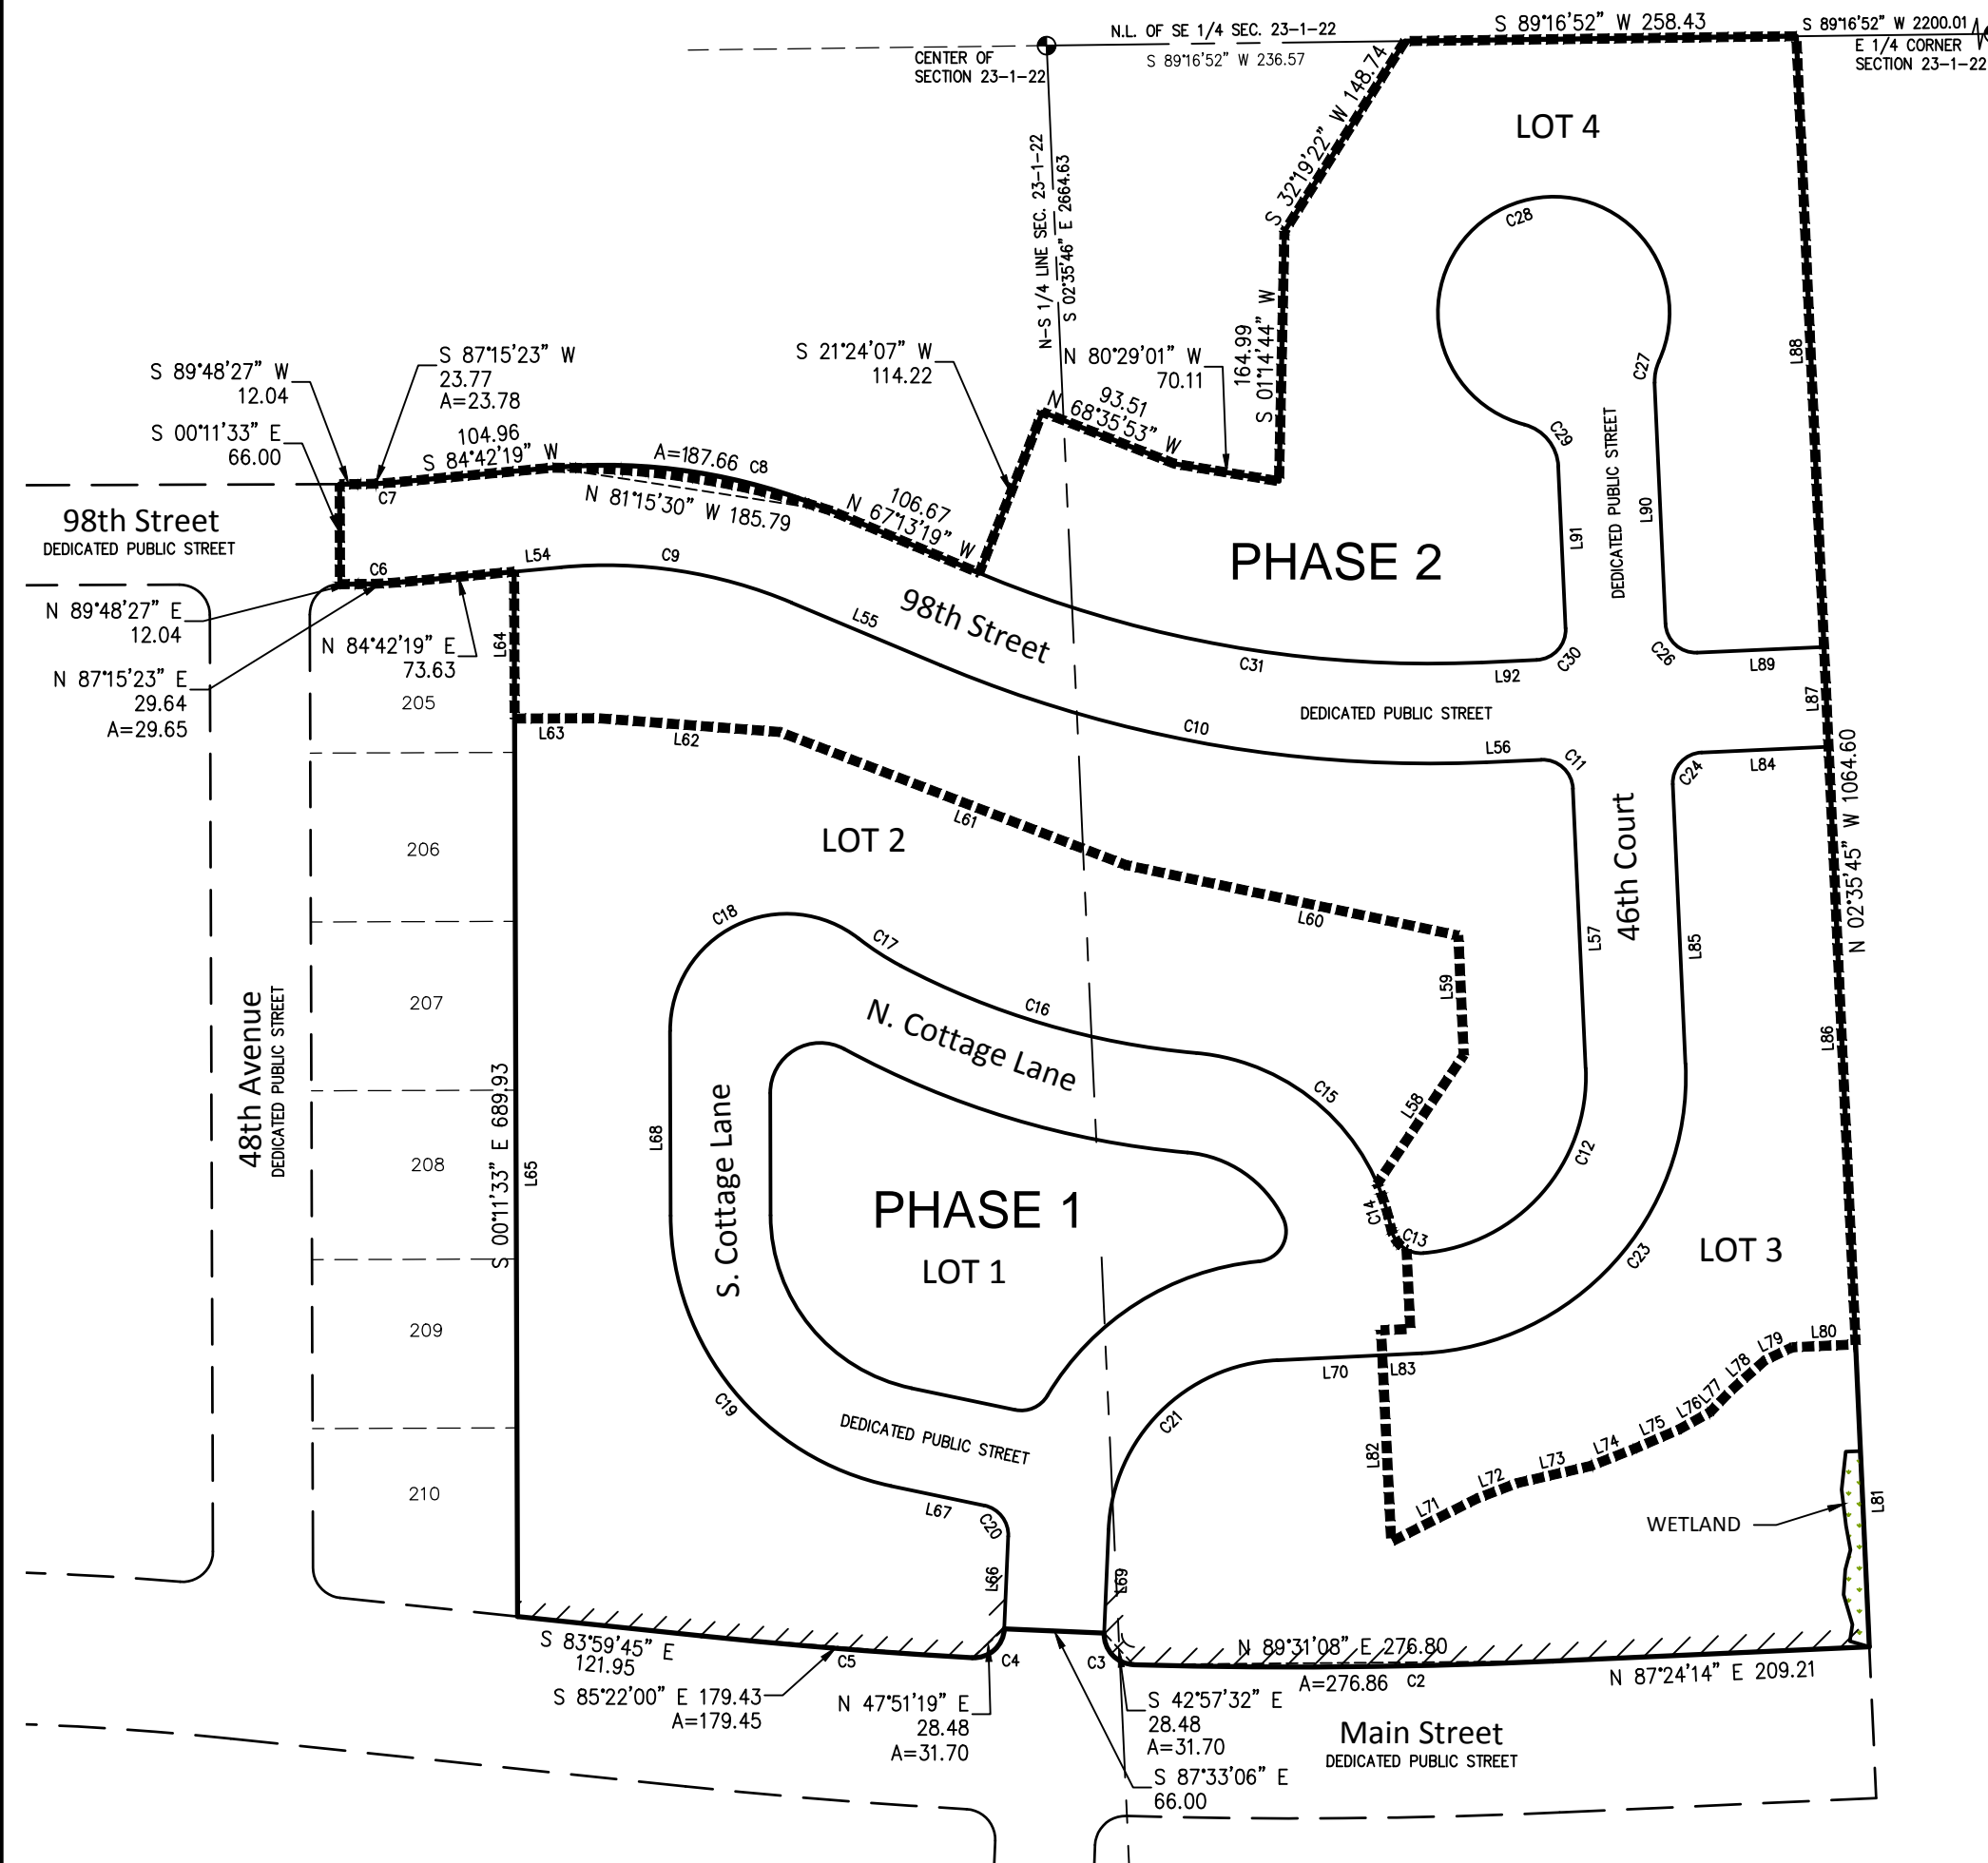 N.L. OF SE 1/4 SEC. 23-1-22
S 89°16'52" W 236.57
S 89°16'52" W 258.43
S 89°16'52" W 2200.01
E 1/4 CORNER
SECTION 23-1-22
CENTER OF
SECTION 23-1-22
N-S 1/4 LINE SEC. 23-1-22
S 02°35'46" E 2664.63
S 32°19'22" W 148.74
LOT 4
C28
C27
C29
L88
164.99
S 01°14'44" W
N 80°29'01" W
70.11
93.51
N 68°35'53" W
S 21°24'07" W
114.22
S 87°15'23" W
23.77
A=23.78
S 89°48'27" W
12.04
S 00°11'33" E
66.00
104.96
S 84°42'19" W
C7
A=187.66 C8
N 81°15'30" W 185.79
106.67
N 67°13'19" W
98th Street
DEDICATED PUBLIC STREET
C6
L54
C9
L55
98th Street
PHASE 2
L91
DEDICATED PUBLIC STREET
L90
C31
L92
C30
C26
L89
L87
N 89°48'27" E
12.04
N 84°42'19" E
73.63
L64
N 87°15'23" E
29.64
A=29.65
205
L63
L62
C10
DEDICATED PUBLIC STREET
L56
C11
C24
L84
L61
LOT 2
206
L60
L59
L57
46th Court
L85
N 02°35'45" W 1064.60
L86
C18
C17
C16
N. Cottage Lane
207
48th Avenue
DEDICATED PUBLIC STREET
S 00°11'33" E 689.93
L65
208
L68
S. Cottage Lane
C15
L58
C12
C14
C13
PHASE 1
LOT 1
LOT 3
C23
209
C19
DEDICATED PUBLIC STREET
C21
L70
L83
L80
L79
L78
L77
L76
L75
L74
L73
L72
L71
L82
210
L67
C20
L66
L69
WETLAND
L81
S 83°59'45" E
121.95
C5
C4
C3
N 89°31'08" E 276.80
A=276.86 C2
N 87°24'14" E 209.21
S 85°22'00" E 179.43
A=179.45
N 47°51'19" E
28.48
A=31.70
S 42°57'32" E
28.48
A=31.70
S 87°33'06" E
66.00
Main Street
DEDICATED PUBLIC STREET